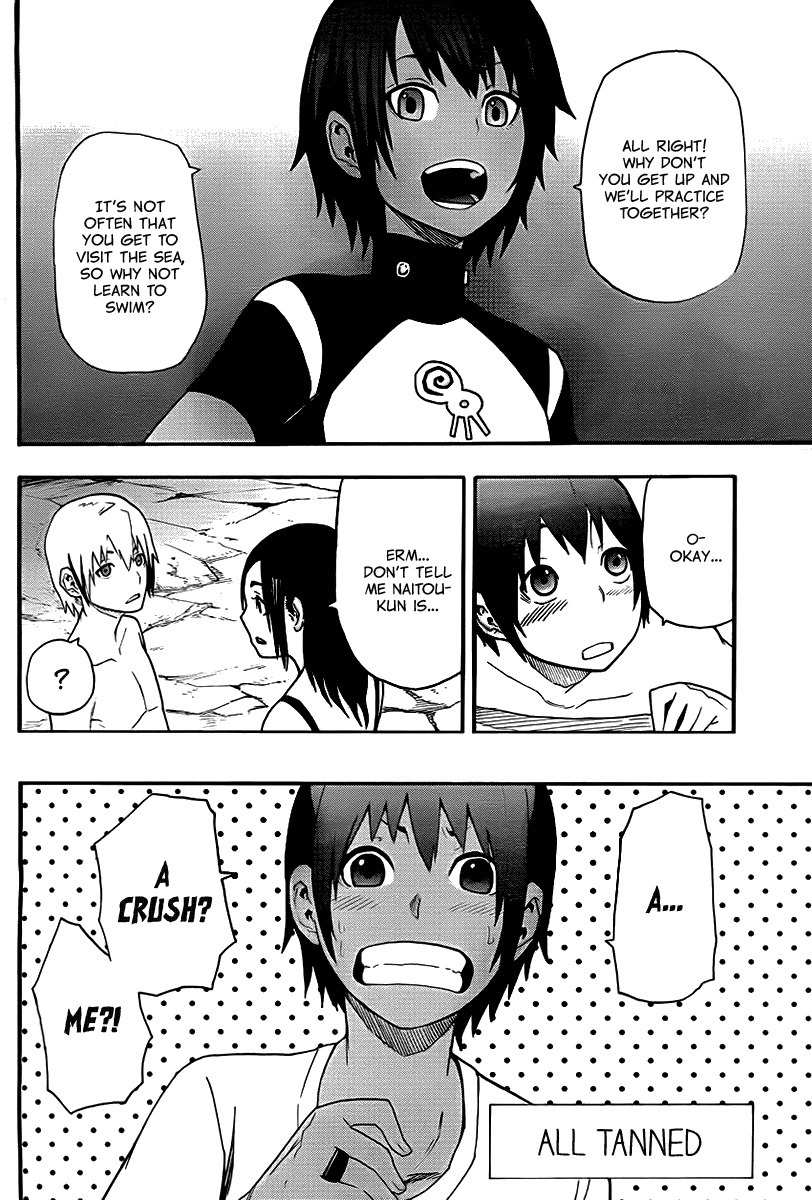 ALL RIGHT!
WHY DON'T
YOU GET UP AND
WE'LL PRACTICE
TOGETHER?
IT'S NOT
OFTEN THAT
YOU GET TO
VISIT THE SEA,
SO WHY NOT
LEARN TO
SWIM?
O-
OKAY...
ERM...
DON'T TELL
ME NAITOU-
KUN IS...
?
A...
A
CRUSH?
ME?!
ALL TANNED